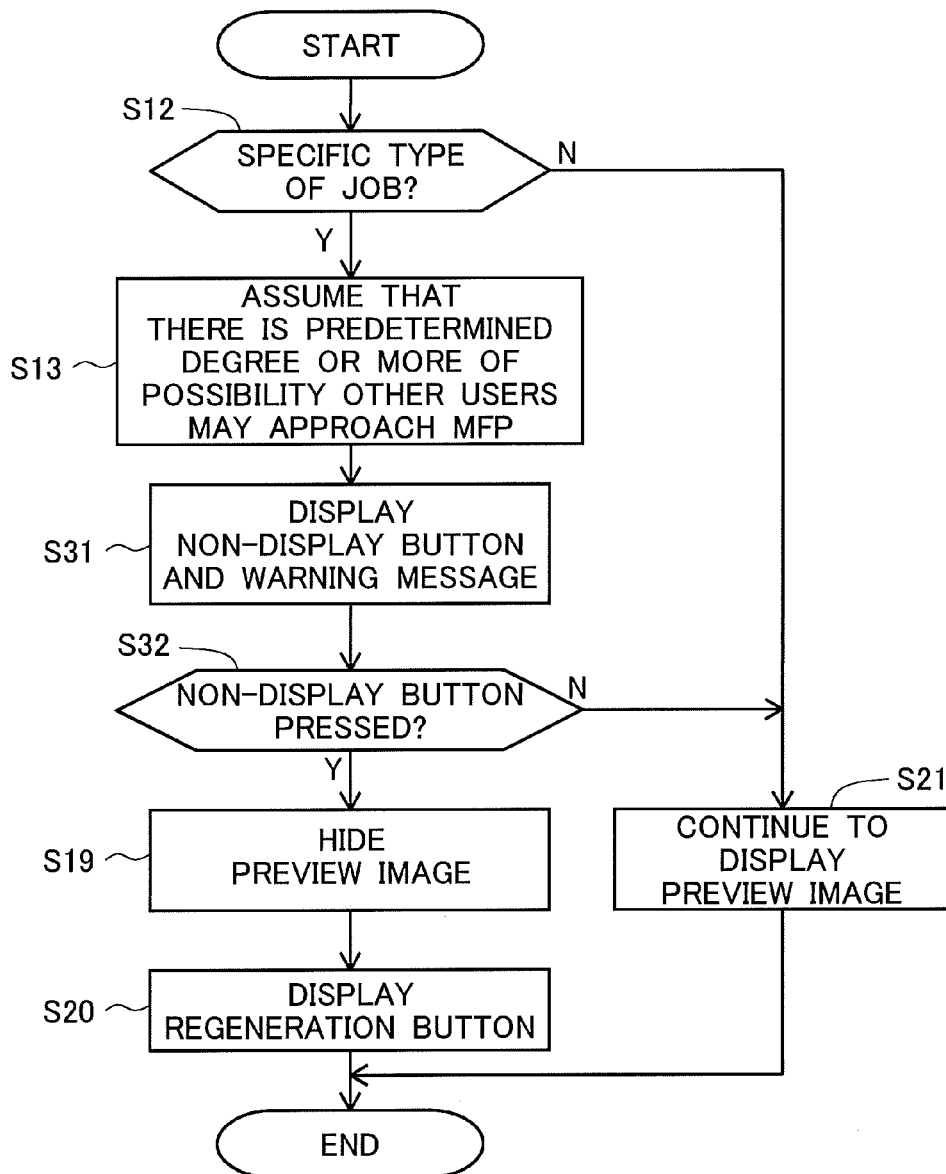 START
S12
SPECIFIC TYPE
OF JOB?
N
Y
S13
ASSUME THAT
THERE IS PREDETERMINED
DEGREE OR MORE OF
POSSIBILITY OTHER USERS
MAY APPROACH MFP
S31
DISPLAY
NON-DISPLAY BUTTON
AND WARNING MESSAGE
S32
NON-DISPLAY BUTTON
PRESSED?
N
Y
S19
HIDE
PREVIEW IMAGE
S21
CONTINUE TO
DISPLAY
PREVIEW IMAGE
S20
DISPLAY
REGENERATION BUTTON
END